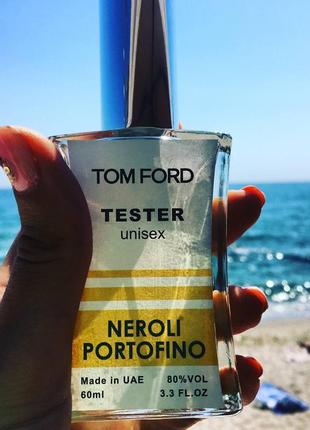 TOM FORD
TESTER
unisex
NEROLI
PORTOFINO
Made in UAE 80%VOL
60ml 3.3 FL.OZ